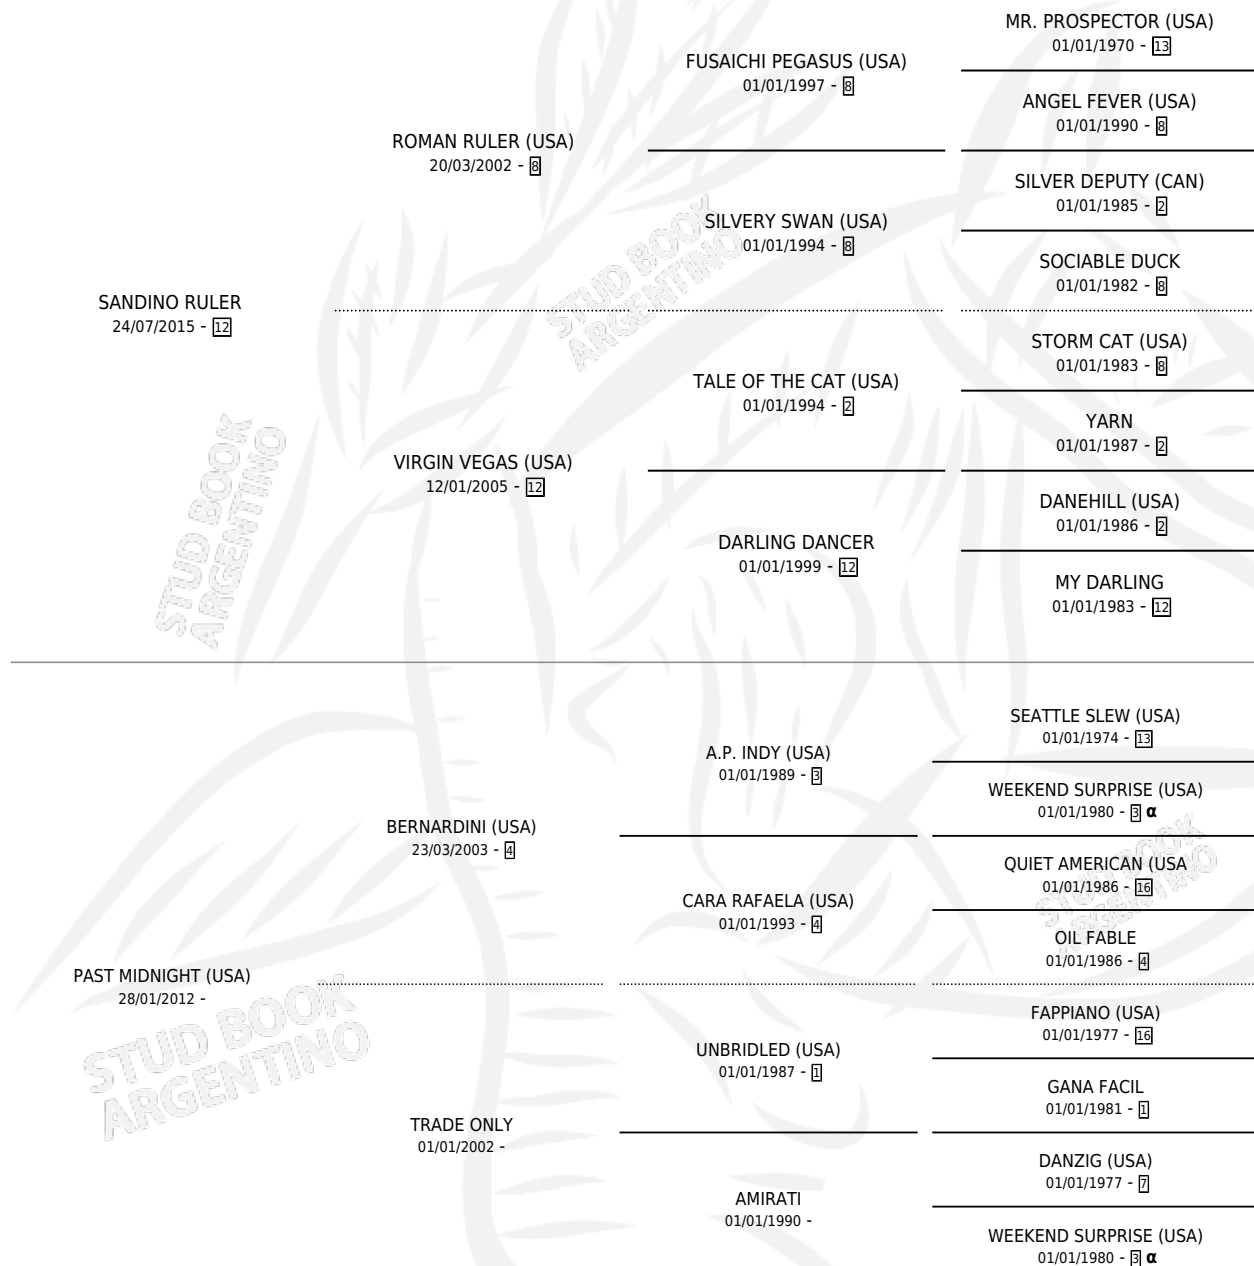 MR. PROSPECTOR (USA)
01/01/1970 - 13
FUSAICHI PEGASUS (USA)
01/01/1997 - 8
ANGEL FEVER (USA)
01/01/1990 - 8
ROMAN RULER (USA)
20/03/2002 - 8
SILVER DEPUTY (CAN)
01/01/1985 - 2
SILVERY SWAN (USA)
01/01/1994 - 8
SOCIABLE DUCK
01/01/1982 - 8
SANDINO RULER
24/07/2015 - 12
STORM CAT (USA)
01/01/1983 - 8
TALE OF THE CAT (USA)
01/01/1994 - 2
YARN
01/01/1987 - 2
VIRGIN VEGAS (USA)
12/01/2005 - 12
DANEHILL (USA)
01/01/1986 - 2
DARLING DANCER
01/01/1999 - 12
MY DARLING
01/01/1983 - 12
SEATTLE SLEW (USA)
01/01/1974 - 13
A.P. INDY (USA)
01/01/1989 - 3
WEEKEND SURPRISE (USA)
01/01/1980 - 3 α
BERNARDINI (USA)
23/03/2003 - 4
QUIET AMERICAN (USA
01/01/1986 - 16
CARA RAFAELA (USA)
01/01/1993 - 4
OIL FABLE
01/01/1986 - 4
PAST MIDNIGHT (USA)
28/01/2012 -
FAPPIANO (USA)
01/01/1977 - 16
UNBRIDLED (USA)
01/01/1987 - 1
GANA FACIL
01/01/1981 - 1
TRADE ONLY
01/01/2002 -
DANZIG (USA)
01/01/1977 - 7
AMIRATI
01/01/1990 -
WEEKEND SURPRISE (USA)
01/01/1980 - 3 α
STUD BOOK
ARGENTINO
STUD BOOK
ARGENTINO
STUD BOOK
ARGENTINO
STUD BOOK
ARGENTINO